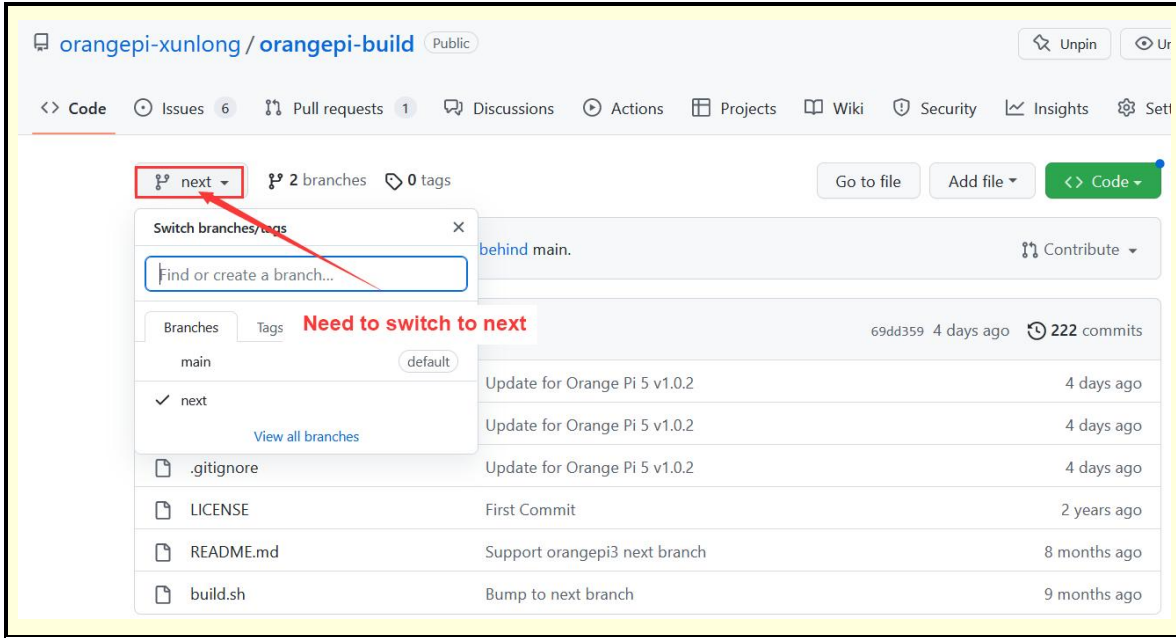 orangepi-xunlong / orangepi-build Public Unpin
<> Code Issues 6 Pull requests 1 Discussions Actions Projects Wiki Security Insights
next 2 branches 0 tags Go to file Add file <> Code
Switch branches/tags
behind main. Contribute
Find or create a branch...
Need to switch to next
Branches Tags 69dd359 4 days ago 222 commits
main default
Update for Orange Pi 5 v1.0.2 4 days ago
next
Update for Orange Pi 5 v1.0.2 4 days ago
View all branches
.gitignore Update for Orange Pi 5 v1.0.2 4 days ago
LICENSE First Commit 2 years ago
README.md Support orangepi3 next branch 8 months ago
build.sh Bump to next branch 9 months ago